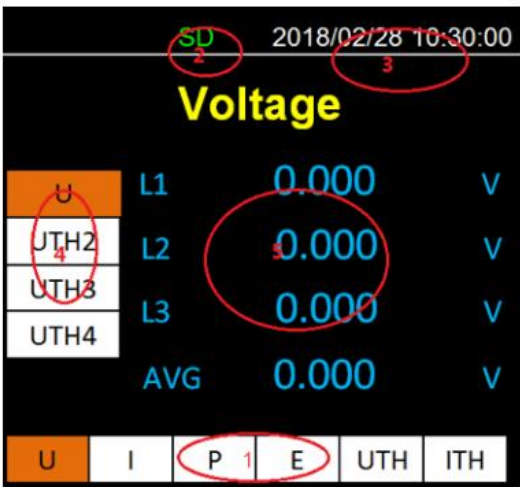 SD 2018/02/28 10:30:00
2 3
Voltage
U L1 0.000 V
UTH2 L2 0.000 V
4 5
UTH3 L3 0.000 V
UTH4
AVG 0.000 V
U I P 1 E UTH ITH